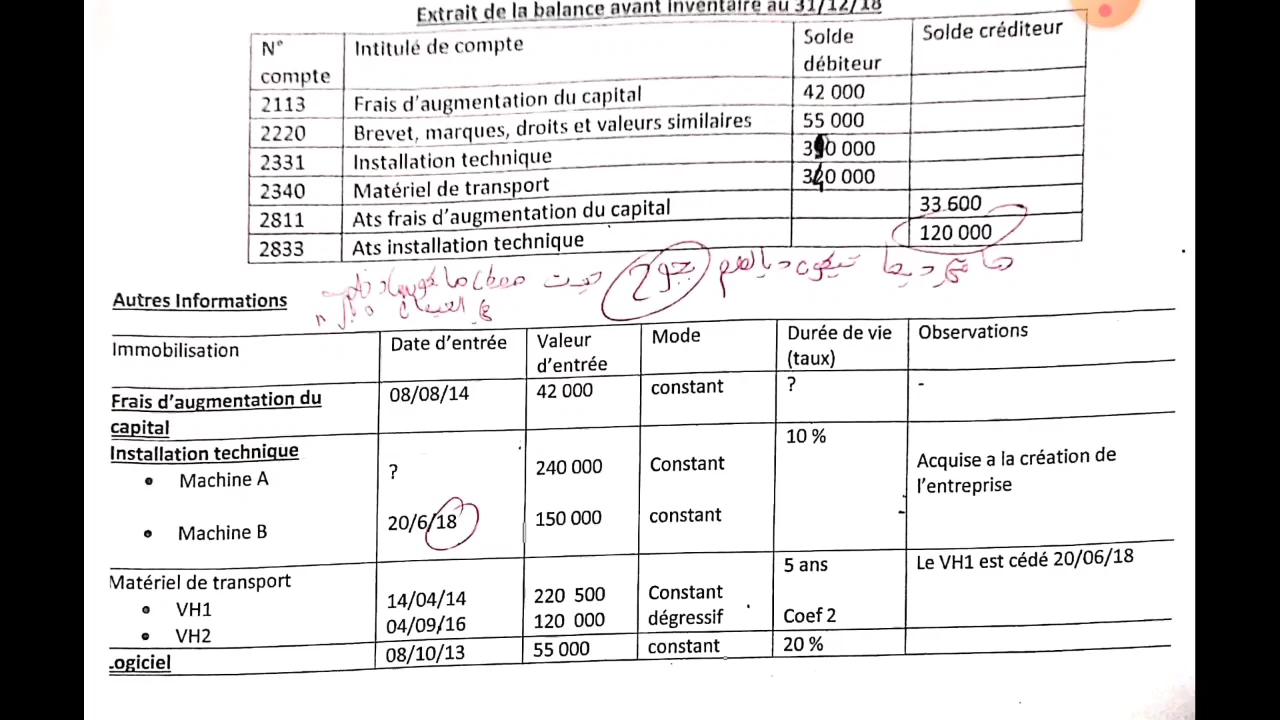 Extrait de la balance avant inventaire au 31/12/18
N° compte | Intitulé de compte | Solde débiteur | Solde créditeur
2113 | Frais d'augmentation du capital | 42 000
2220 | Brevet, marques, droits et valeurs similaires | 55 000
2331 | Installation technique | 390 000
2340 | Matériel de transport | 340 000
2811 | Ats frais d'augmentation du capital | 33 600
2833 | Ats installation technique | 120 000
جوج
Autres Informations
Immobilisation | Date d'entrée | Valeur d'entrée | Mode | Durée de vie (taux) | Observations
Frais d'augmentation du capital | 08/08/14 | 42 000 | constant | ? | -
Installation technique | 10 %
• Machine A | ? | 240 000 | Constant | Acquise a la création de l'entreprise
• Machine B | 20/6/18 | 150 000 | constant | -
Matériel de transport | 5 ans | Le VH1 est cédé 20/06/18
• VH1 | 14/04/14 | 220 500 | Constant
• VH2 | 04/09/16 | 120 000 | dégressif | Coef 2
Logiciel | 08/10/13 | 55 000 | constant | 20 %